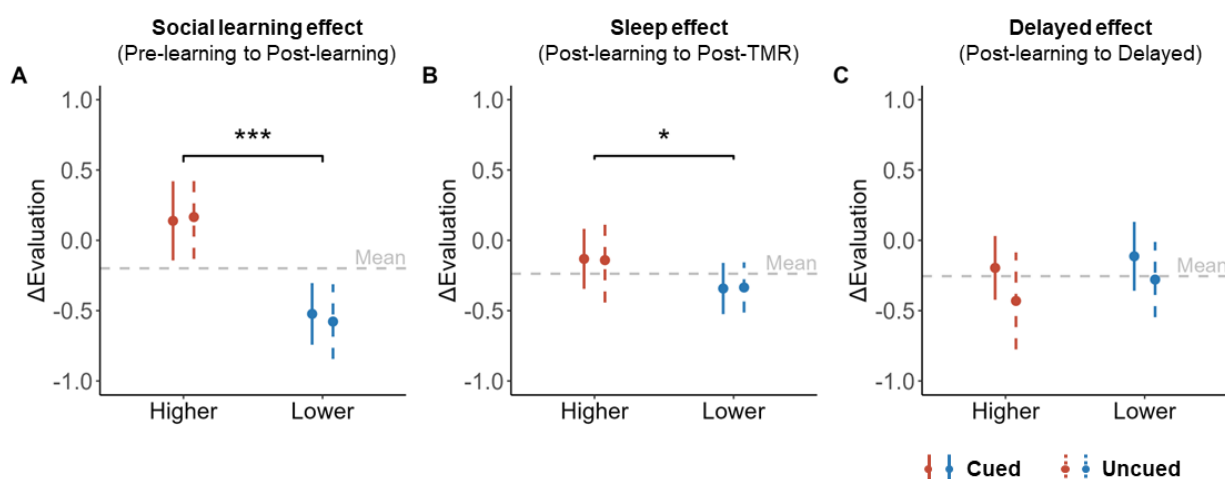 Social learning effect
(Pre-learning to Post-learning)
Sleep effect
(Post-learning to Post-TMR)
Delayed effect
(Post-learning to Delayed)
A
1.0
0.5
0.0
-0.5
-1.0
ΔEvaluation
***
Mean
Higher
Lower
B
1.0
0.5
0.0
-0.5
-1.0
ΔEvaluation
*
Mean
Higher
Lower
C
1.0
0.5
0.0
-0.5
-1.0
ΔEvaluation
Mean
Higher
Lower
Cued
Uncued